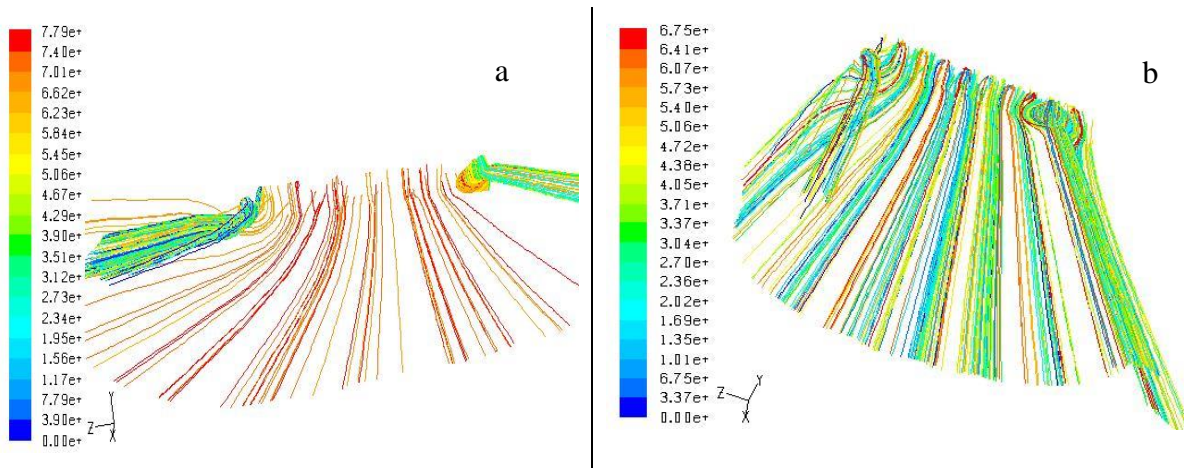 7.79e+
7.40e+
7.01e+
6.62e+
6.23e+
5.84e+
5.45e+
5.06e+
4.67e+
4.29e+
3.90e+
3.51e+
3.12e+
2.73e+
2.34e+
1.95e+
1.56e+
1.17e+
7.79e+
3.90e+
0.00e+
a
Y
Z
X
6.75e+
6.41e+
6.07e+
5.73e+
5.40e+
5.06e+
4.72e+
4.38e+
4.05e+
3.71e+
3.37e+
3.04e+
2.70e+
2.36e+
2.02e+
1.69e+
1.35e+
1.01e+
6.75e+
3.37e+
0.00e+
b
Y
Z
X